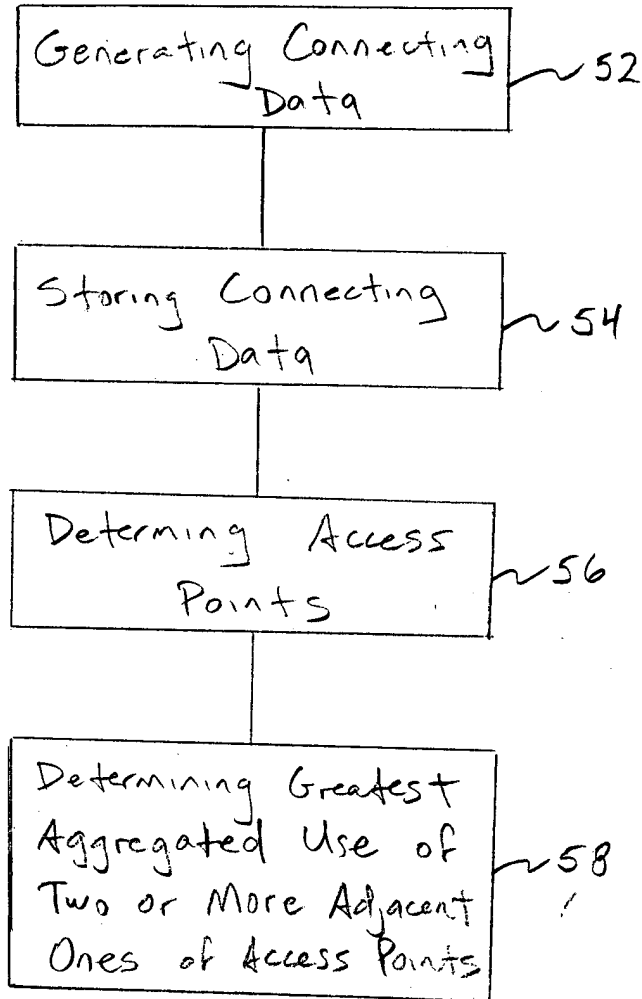 Generating Connecting
Data
52
Storing Connecting
Data
54
Determing Access
Points
56
Determining Greatest
Aggregated Use of
Two or More Adjacent
Ones of Access Points
58